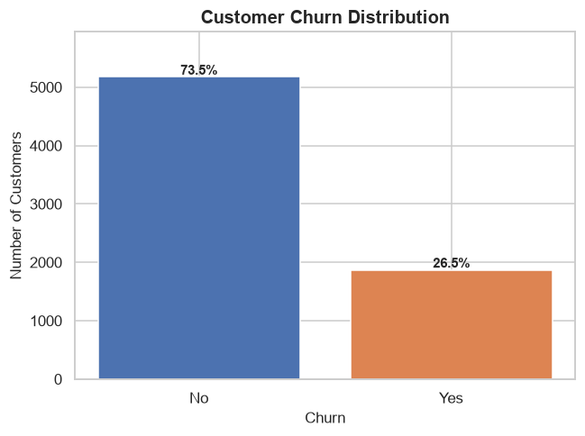 Customer Churn Distribution
Number of Customers
5000
4000
3000
2000
1000
0
73.5%
26.5%
No
Yes
Churn